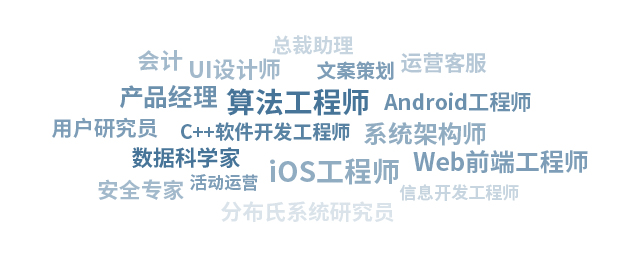 总裁助理
会计
UI设计师
文案策划
运营客服
产品经理
算法工程师
Android工程师
用户研究员
C++软件开发工程师
系统架构师
数据科学家
iOS工程师
Web前端工程师
安全专家
活动运营
信息开发工程师
分布氏系统研究员